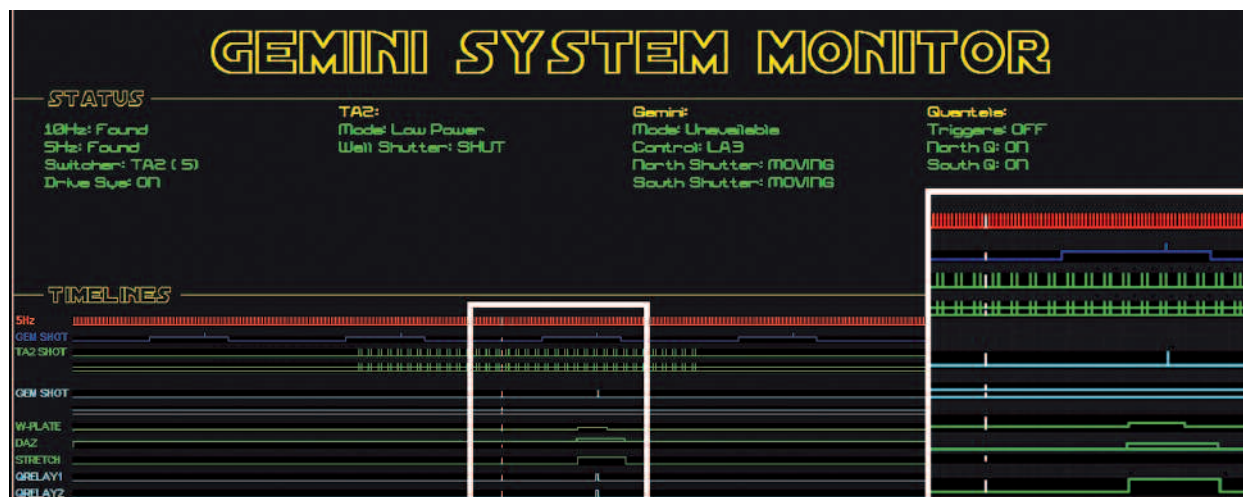 GEMINI SYSTEM MONITOR
STATUS
10Hz: Found
5Hz: Found
Switcher: TA2 ( 5)
Drive Sys: ON
TA2:
Mode: Low Power
Wall Shutter: SHUT
Gemini:
Mode: Unavailable
Control: LA3
North Shutter: MOVING
South Shutter: MOVING
Quantels:
Triggers: OFF
North Q: ON
South Q: ON
TIMELINES
5Hz
GEM SHOT
TA2 SHOT
GEM SHOT
W-PLATE
DAZ
STRETCH
QRELAY1
QRELAY2